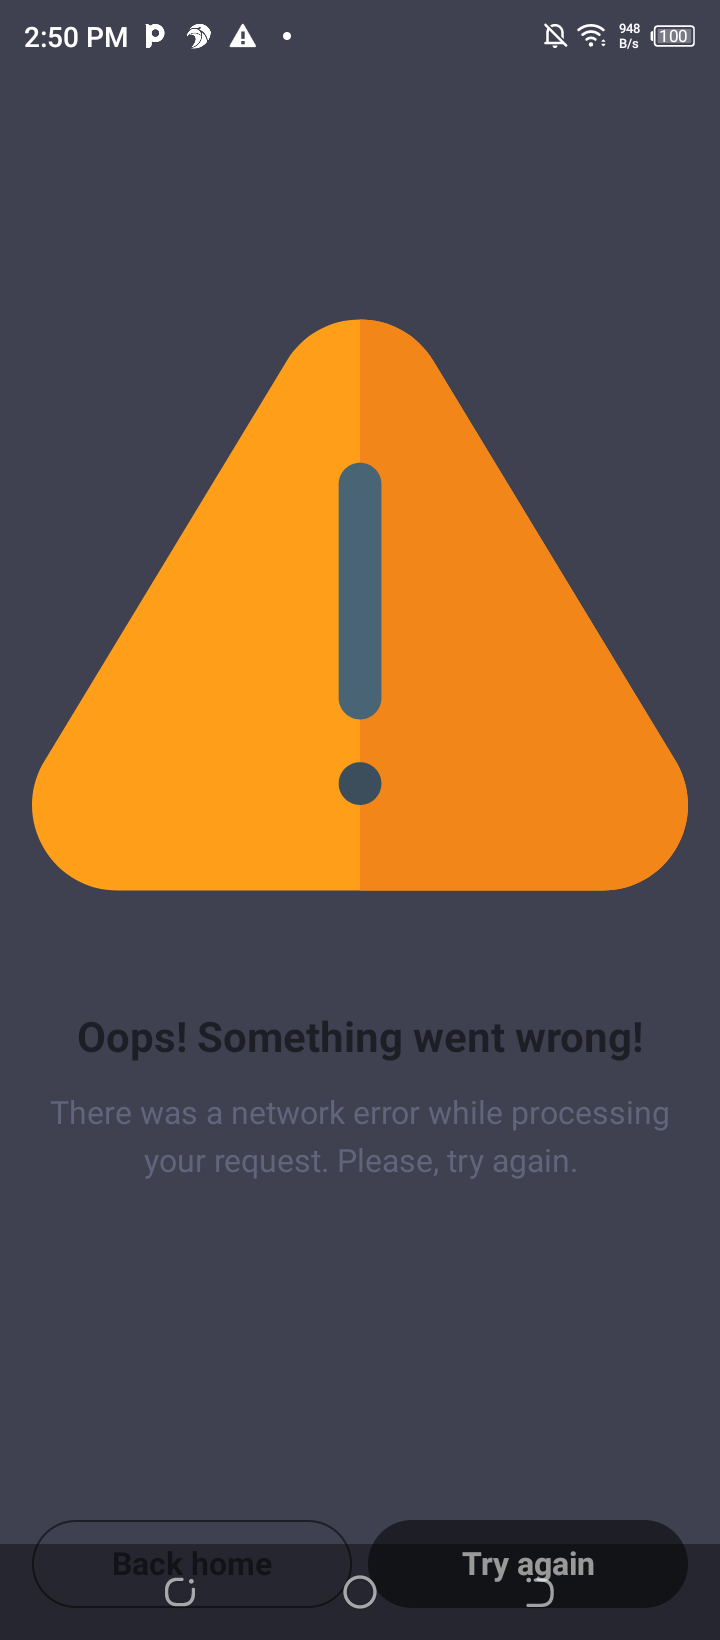 2:50 PM
948
B/s
100
Oops! Something went wrong!
There was a network error while processing
your request. Please, try again.
Back home
Try again